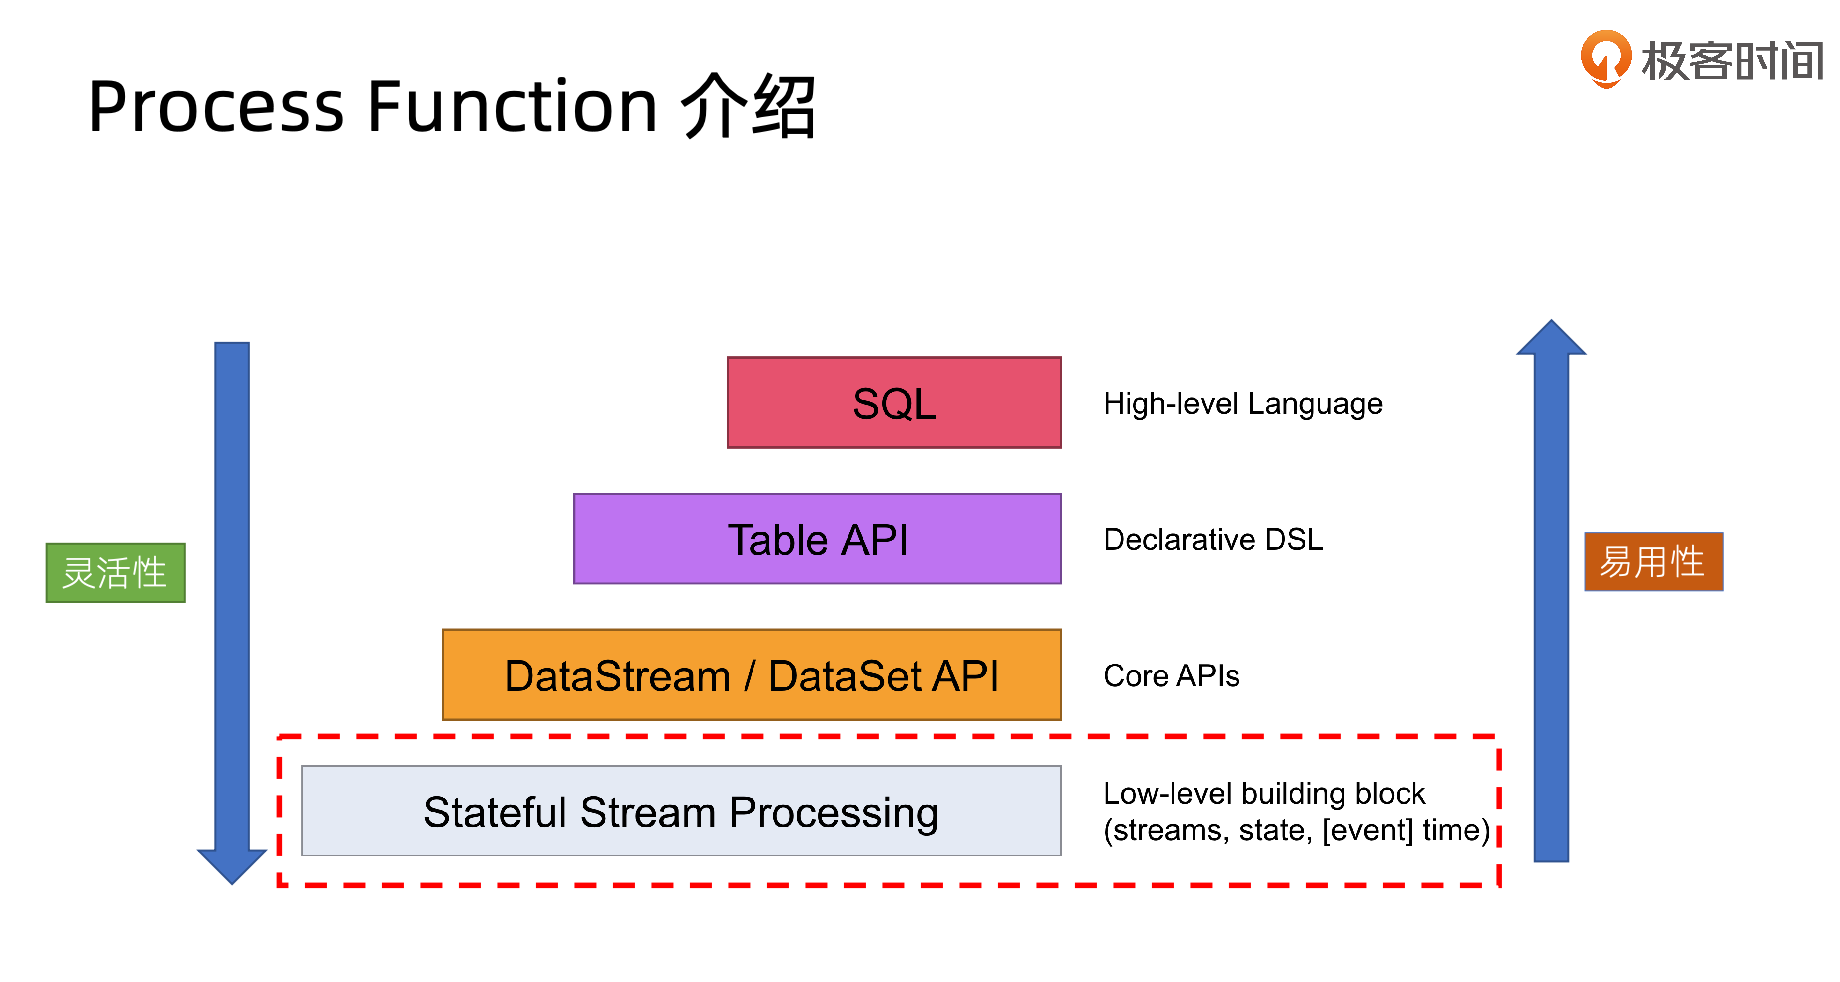 极客时间
Process Function 介绍
SQL
High-level Language
Table API
Declarative DSL
灵活性
易用性
DataStream / DataSet API
Core APIs
Stateful Stream Processing
Low-level building block
(streams, state, [event] time)